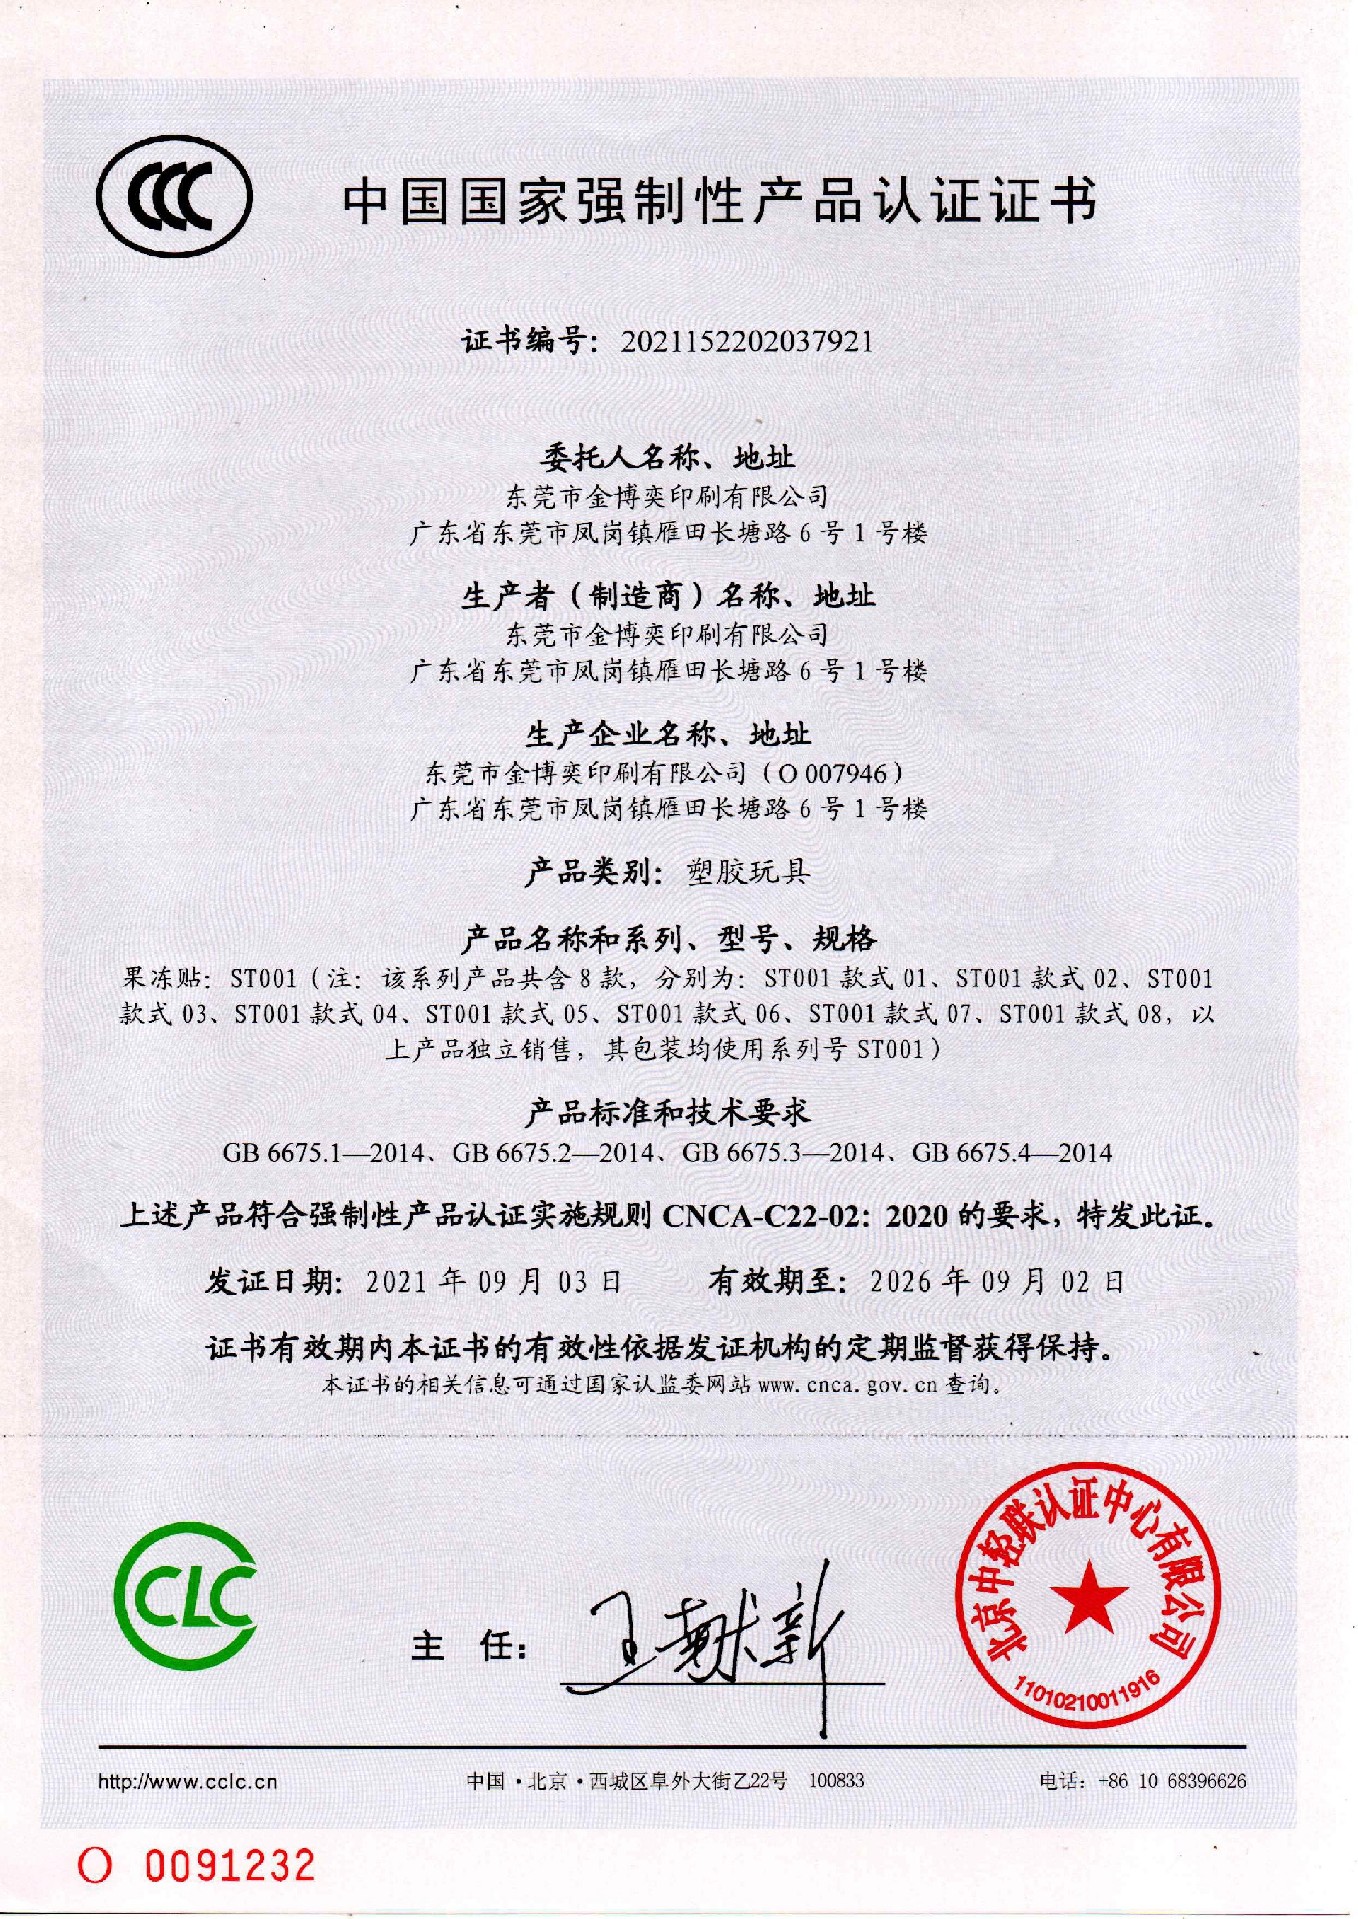 CCC
中国国家强制性产品认证证书
证书编号：2021152202037921
委托人名称、地址
东莞市金博奕印刷有限公司
广东省东莞市凤岗镇雁田长塘路6号1号楼
生产者（制造商）名称、地址
东莞市金博奕印刷有限公司
广东省东莞市凤岗镇雁田长塘路6号1号楼
生产企业名称、地址
东莞市金博奕印刷有限公司（O 007946）
广东省东莞市凤岗镇雁田长塘路6号1号楼
产品类别：塑胶玩具
产品名称和系列、型号、规格
果冻贴：ST001（注：该系列产品共含8款，分别为：ST001款式01、ST001款式02、ST001
款式03、ST001款式04、ST001款式05、ST001款式06、ST001款式07、ST001款式08，以
上产品独立销售，其包装均使用系列号ST001）
产品标准和技术要求
GB 6675.1—2014、GB 6675.2—2014、GB 6675.3—2014、GB 6675.4—2014
上述产品符合强制性产品认证实施规则 CNCA-C22-02：2020 的要求，特发此证。
发证日期：2021年09月03日 有效期至：2026年09月02日
证书有效期内本证书的有效性依据发证机构的定期监督获得保持。
本证书的相关信息可通过国家认监委网站www.cnca.gov.cn查询。
CLC
主 任：王献新
北京中轻联认证中心有限公司
11010210011916
http://www.cclc.cn 中国·北京·西城区阜外大街乙22号 100833 电话：+86 10 68396626
O 0091232